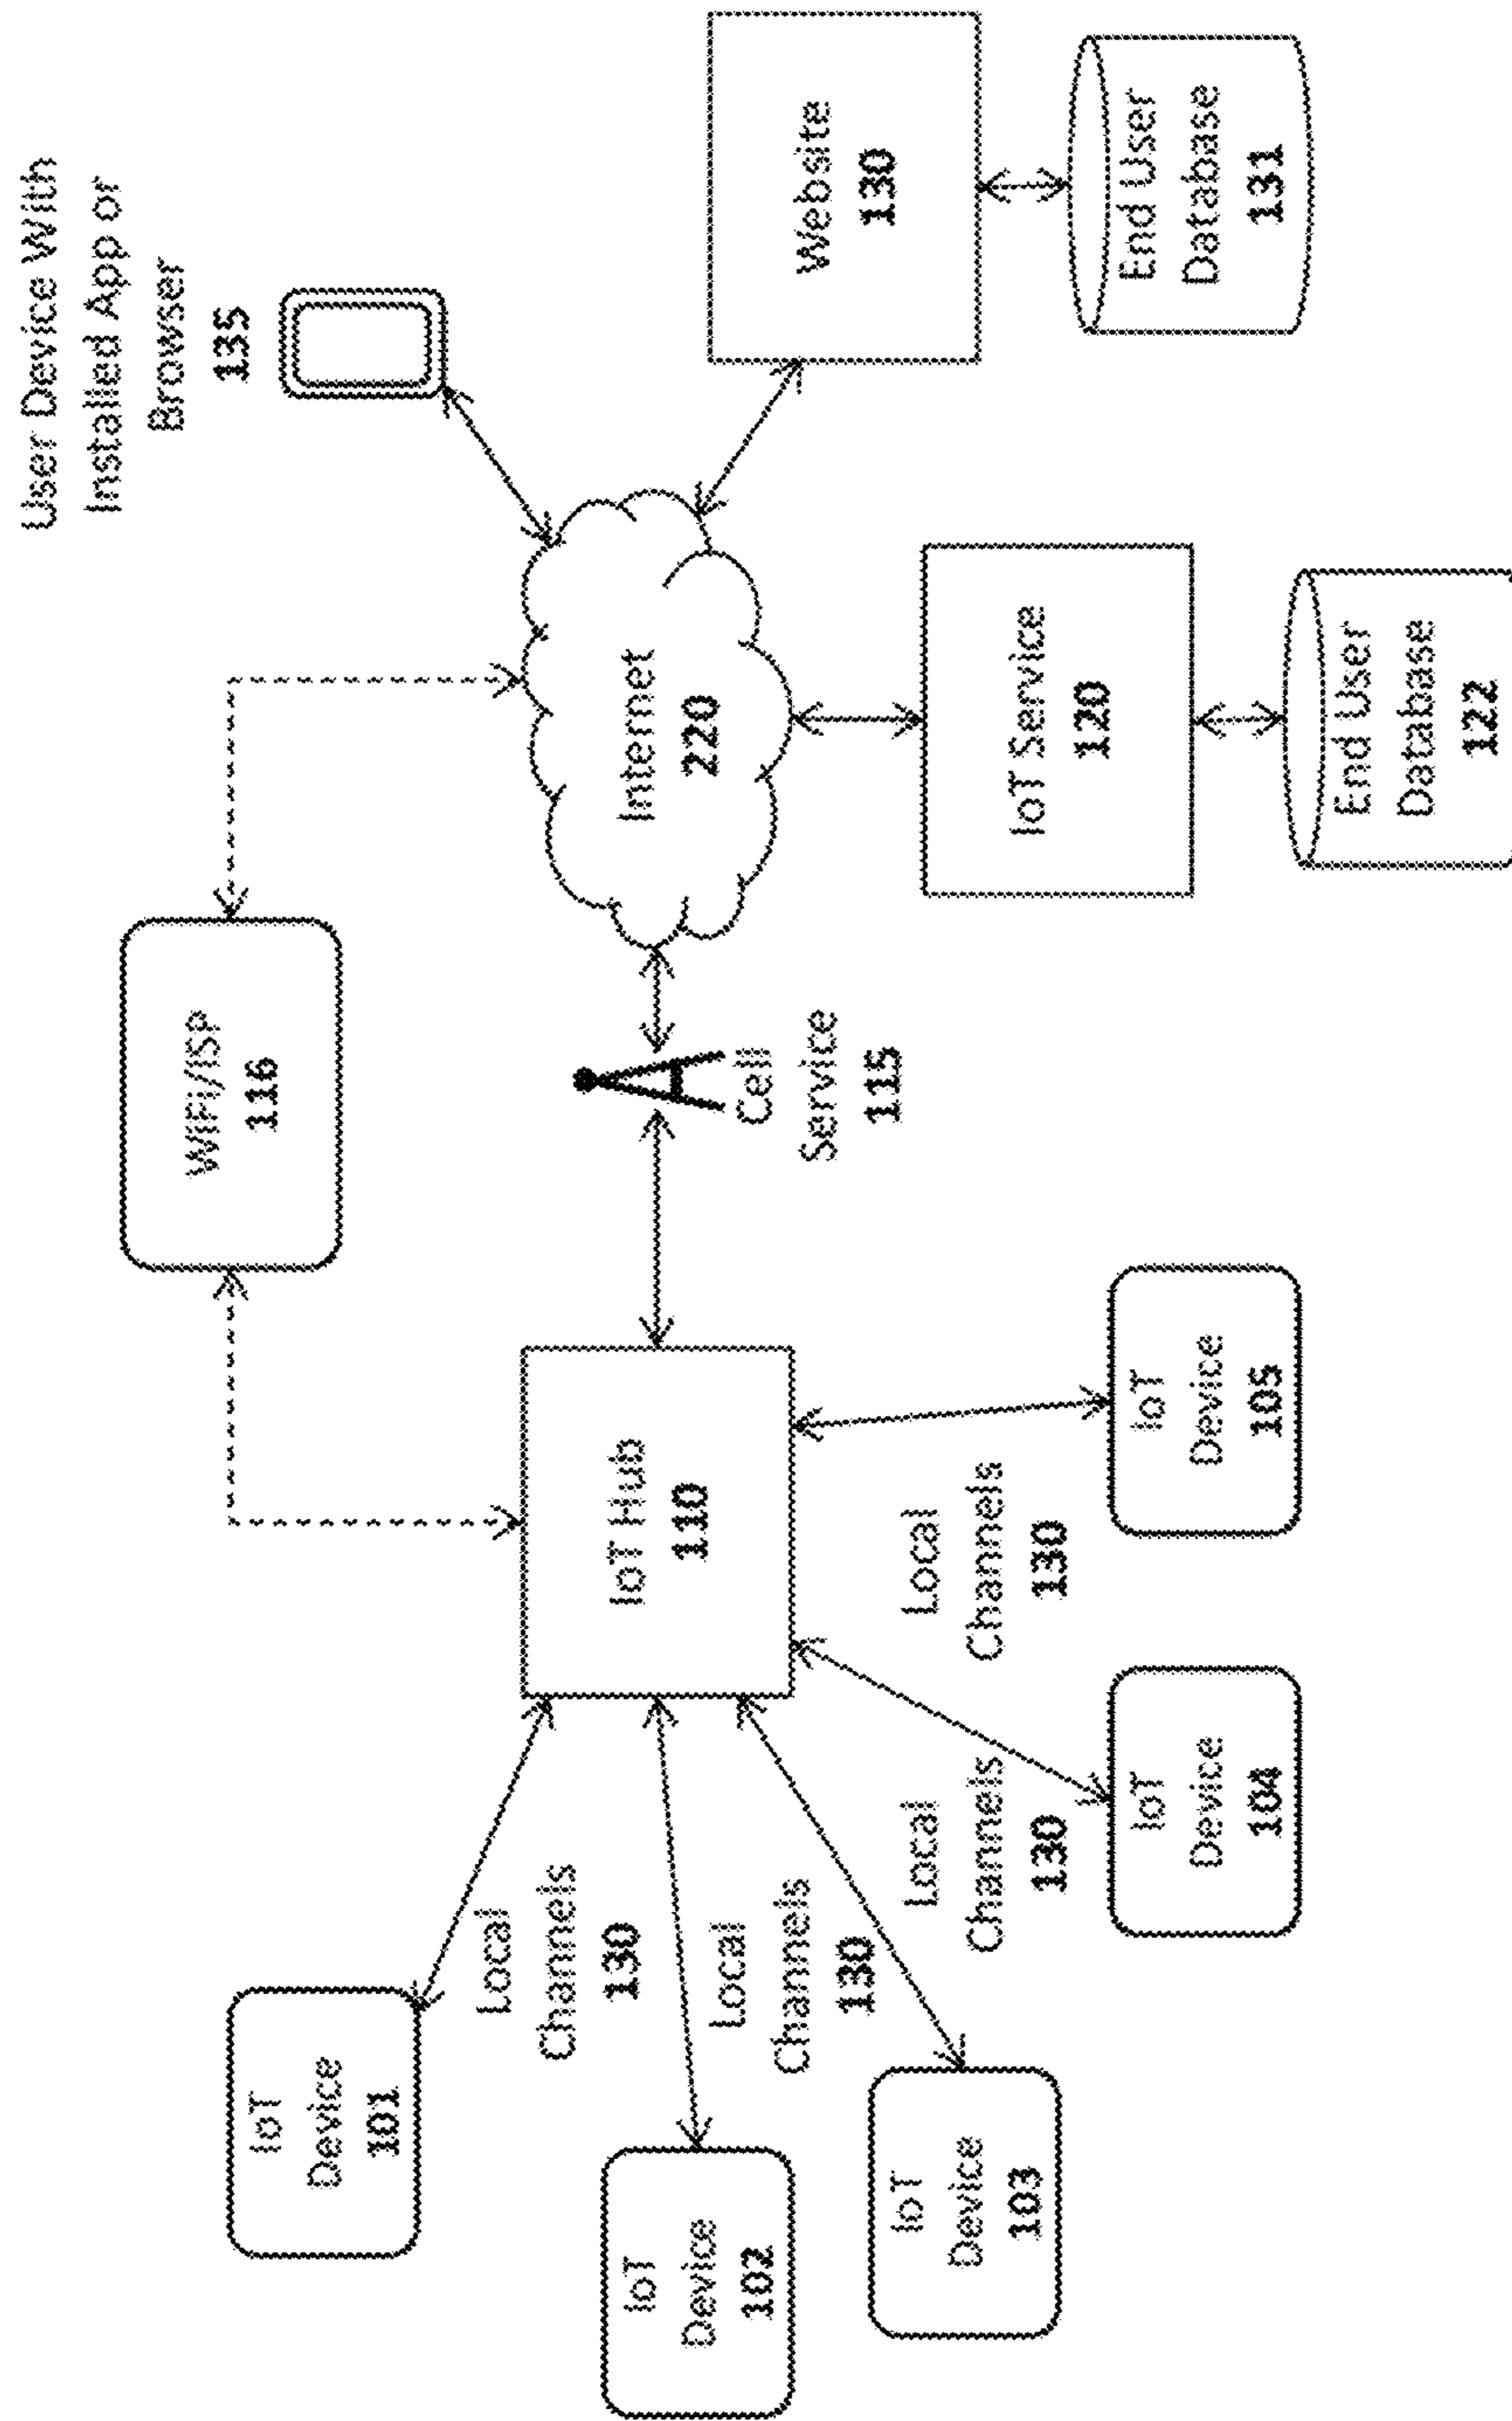 User Device With
Installed App or
Browser
135
WiFi/ISP
116
IoT
Device
101
Local
Channels
130
IoT
Device
102
Local
Channels
130
IoT
Device
103
IoT Hub
110
Cell
Service
115
Internet
220
Website
130
End User
Database
131
Local
Channels
130
IoT
Device
104
Local
Channels
130
IoT
Device
105
IoT Service
120
End User
Database
122